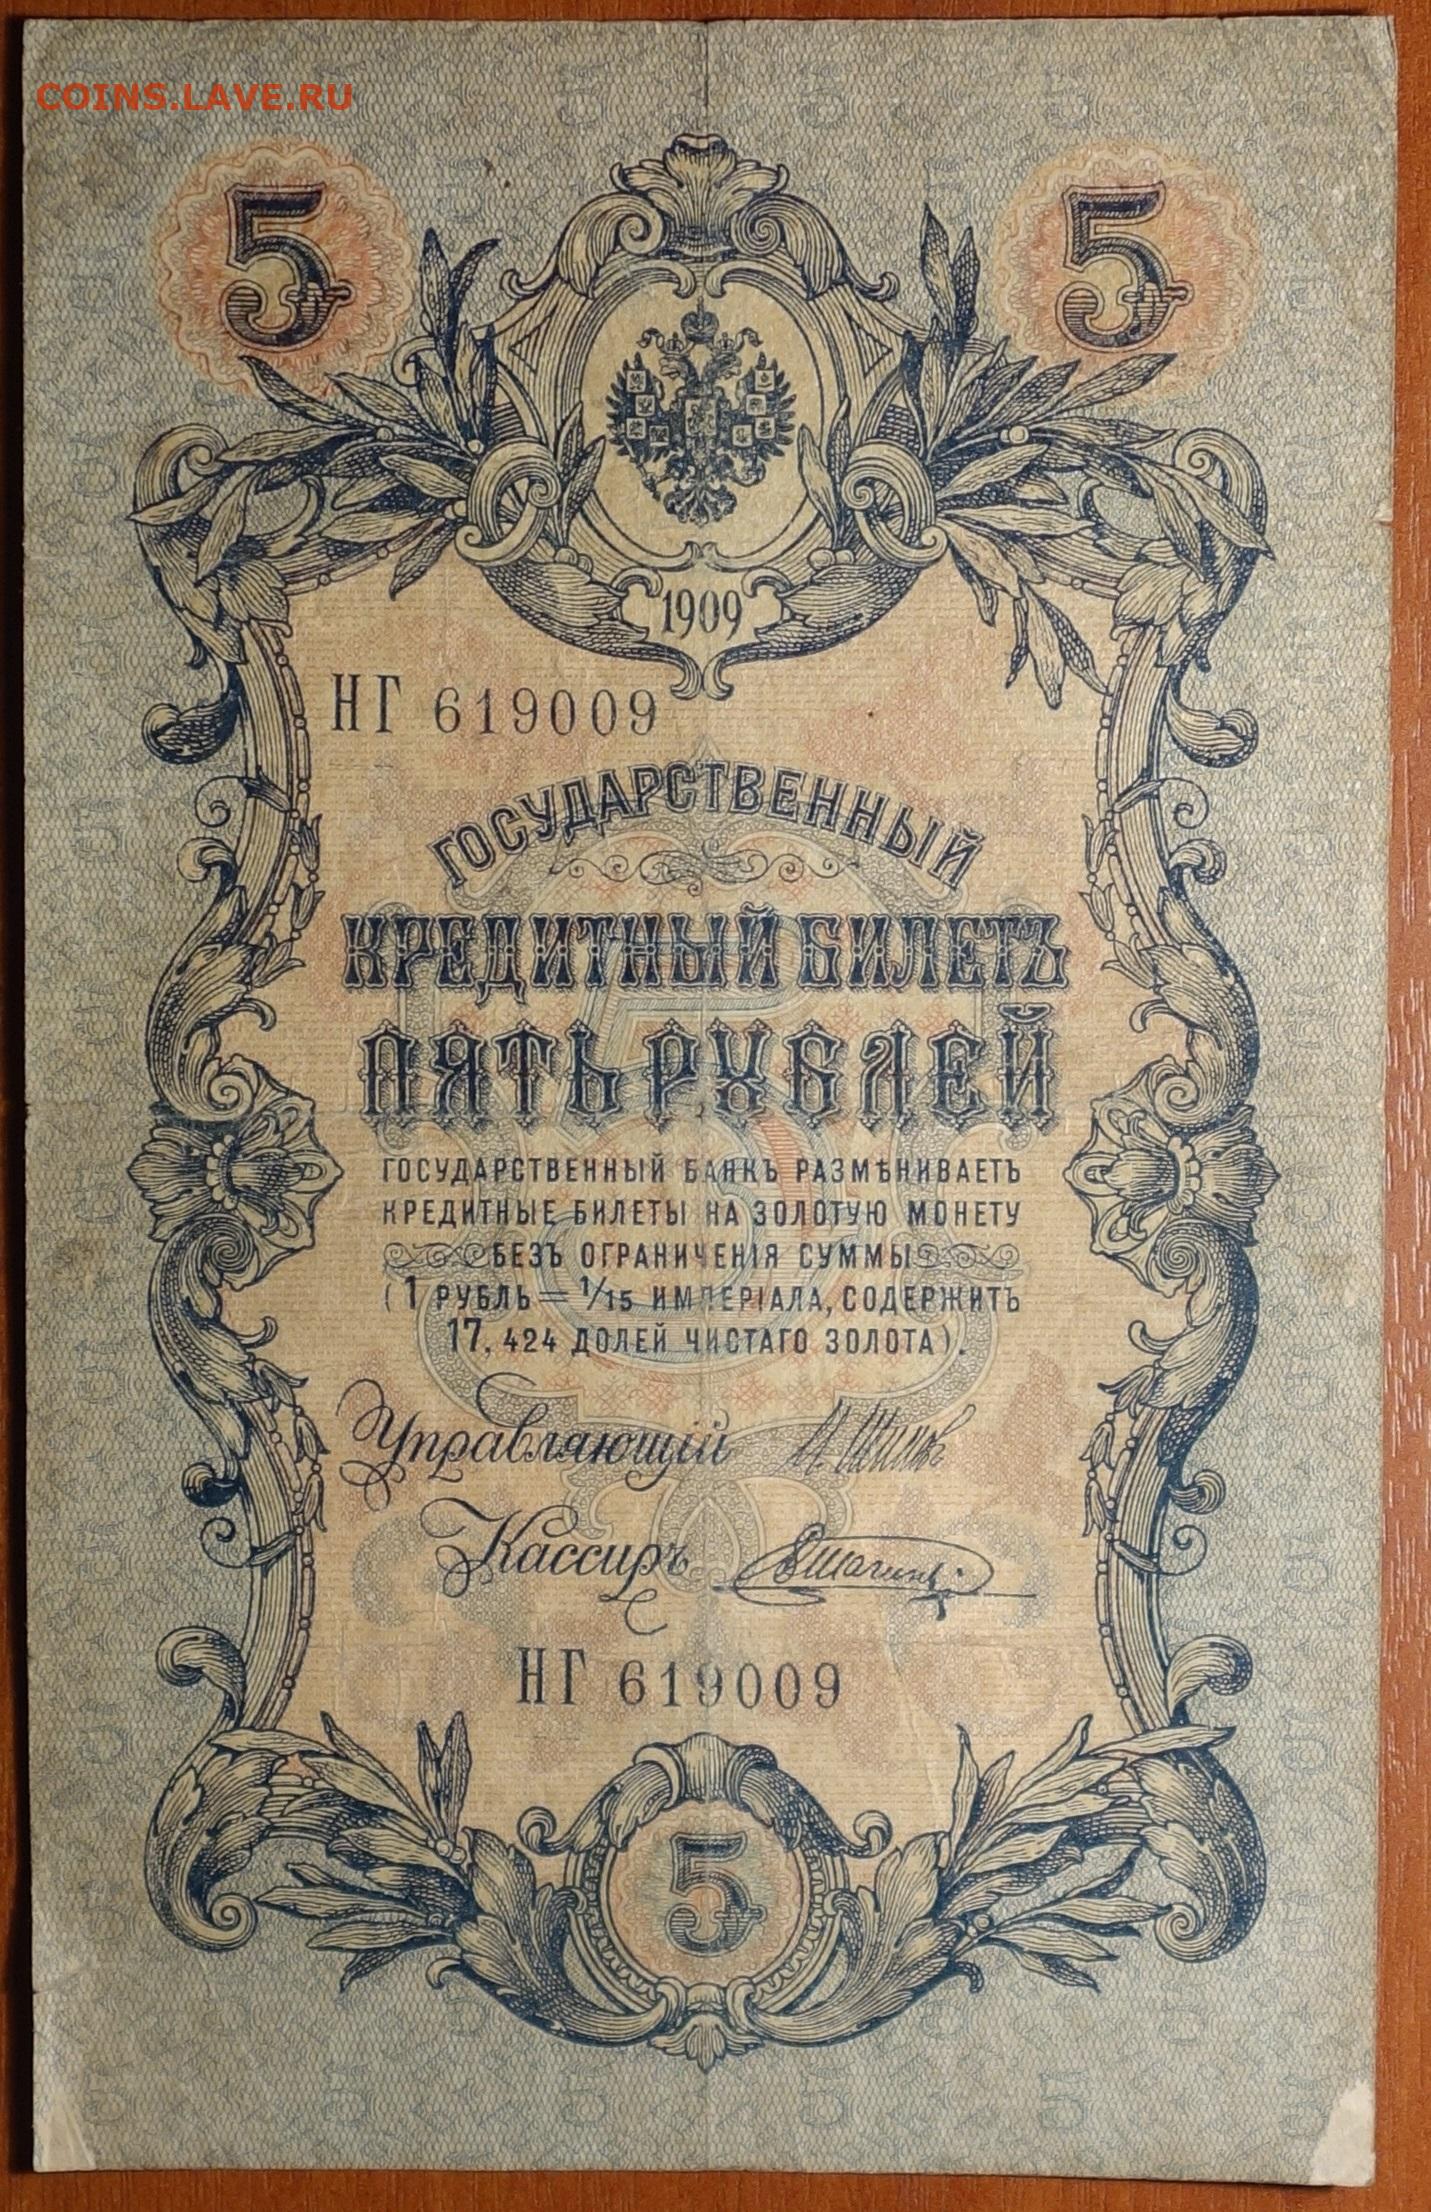 COINS.LAVE.RU
5 5
1909
НГ 619009
ГОСУДАРСТВЕННЫЙ
КРЕДИТНЫЙ БИЛЕТЪ
ПЯТЬ РУБЛЕЙ
ГОСУДАРСТВЕННЫЙ БАНКЪ РАЗМѢНИВАЕТЪ
КРЕДИТНЫЕ БИЛЕТЫ НА ЗОЛОТУЮ МОНЕТУ
БЕЗЪ ОГРАНИЧЕНІЯ СУММЫ
(1 РУБЛЬ = 1/15 ИМПЕРІАЛА, СОДЕРЖИТЪ
17, 424 ДОЛЕЙ ЧИСТАГО ЗОЛОТА).
Управляющій И. Шипов
Кассиръ
НГ 619009
5